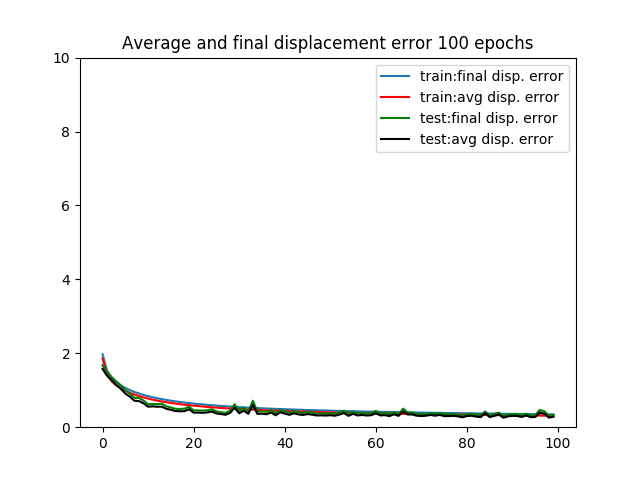 Average and final displacement error 100 epochs
10
8
6
4
2
0
train:final disp. error
train:avg disp. error
test:final disp. error
test:avg disp. error
0 20 40 60 80 100